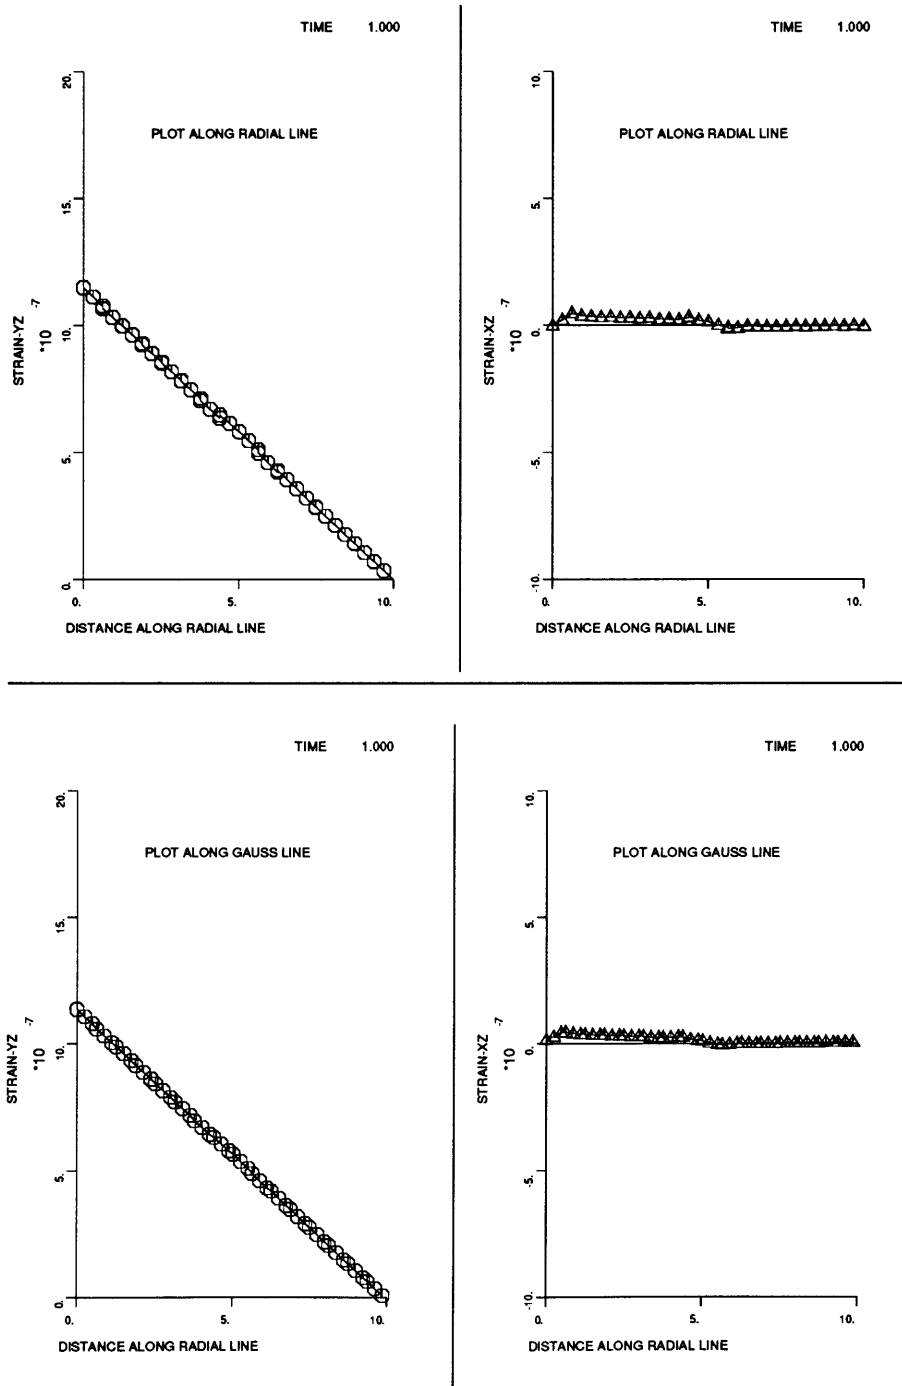 TIME 1.000
20.
PLOT ALONG RADIAL LINE
15.
STRAIN-YZ
*10 -7
10.
5.
0.
0. 5. 10.
DISTANCE ALONG RADIAL LINE
TIME 1.000
10.
PLOT ALONG RADIAL LINE
5.
STRAIN-XZ
*10 -7
0.
-5.
-10.
0. 5. 10.
DISTANCE ALONG RADIAL LINE
TIME 1.000
20.
PLOT ALONG GAUSS LINE
15.
STRAIN-YZ
*10 -7
10.
5.
0.
0. 5. 10.
DISTANCE ALONG RADIAL LINE
TIME 1.000
10.
PLOT ALONG GAUSS LINE
5.
STRAIN-XZ
*10 -7
0.
-5.
-10.
0. 5. 10.
DISTANCE ALONG RADIAL LINE